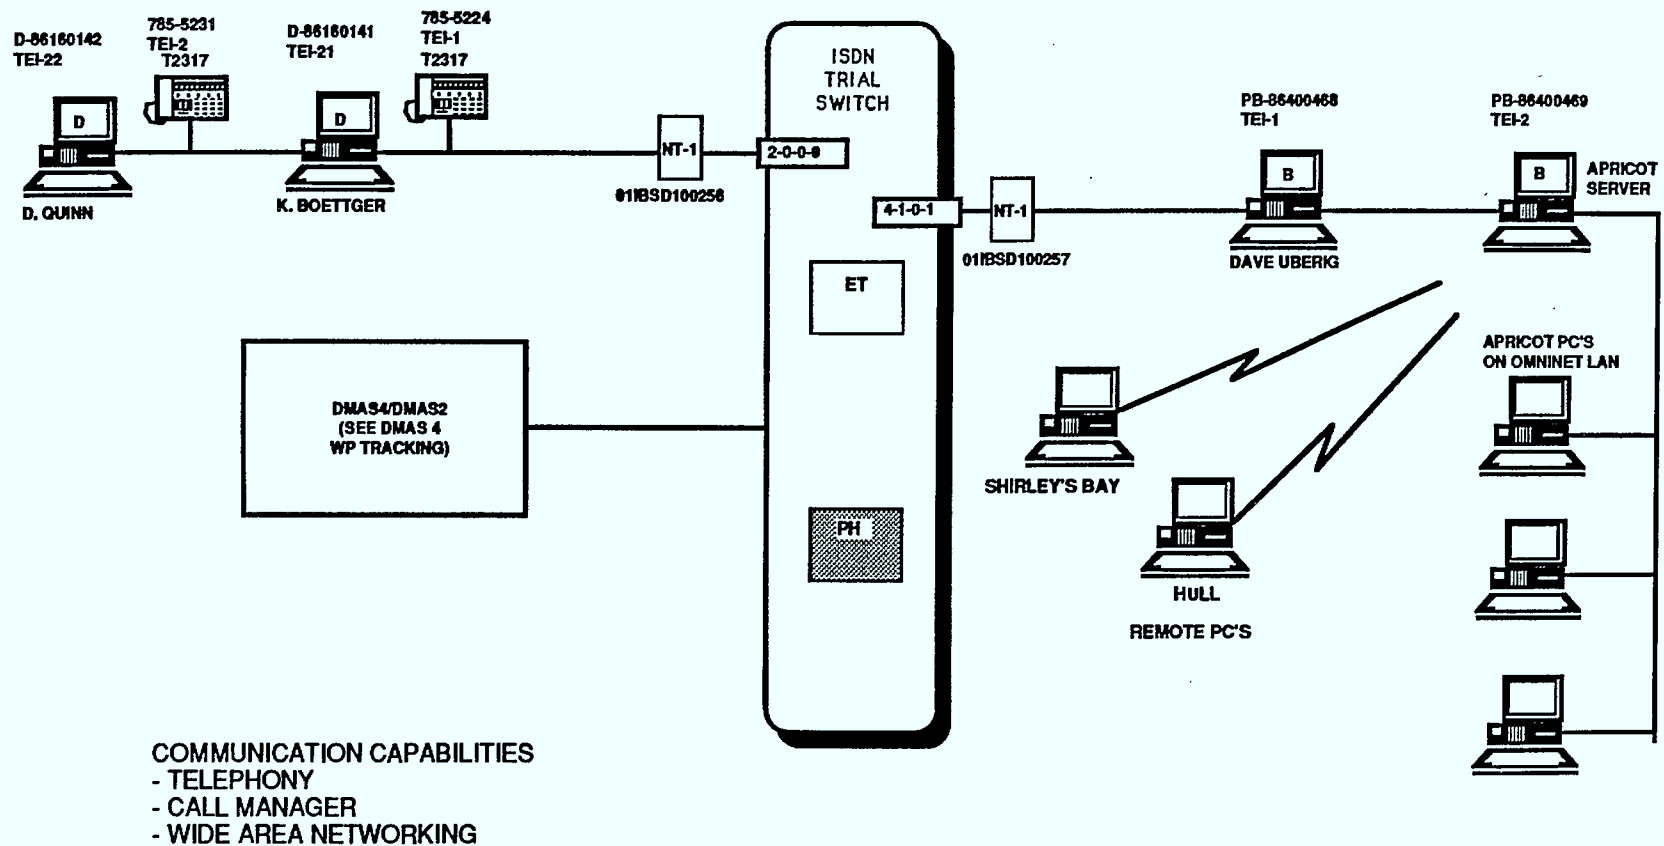 D-86160142
TEI-22
785-5231
TEI-2
T2317
D-86160141
TEI-21
785-5224
TEI-1
T2317
D
D
D. QUINN
K. BOETTGER
NT-1
01IBSD100256
ISDN
TRIAL
SWITCH
2-0-0-8
4-1-0-1
NT-1
01IBSD100257
ET
PH
PB-86400468
TEI-1
PB-86400469
TEI-2
B
B
APRICOT
SERVER
DAVE UBERIG
DMAS4/DMAS2
(SEE DMAS 4
WP TRACKING)
SHIRLEY'S BAY
HULL
REMOTE PC'S
APRICOT PC'S
ON OMNINET LAN
COMMUNICATION CAPABILITIES
- TELEPHONY
- CALL MANAGER
- WIDE AREA NETWORKING